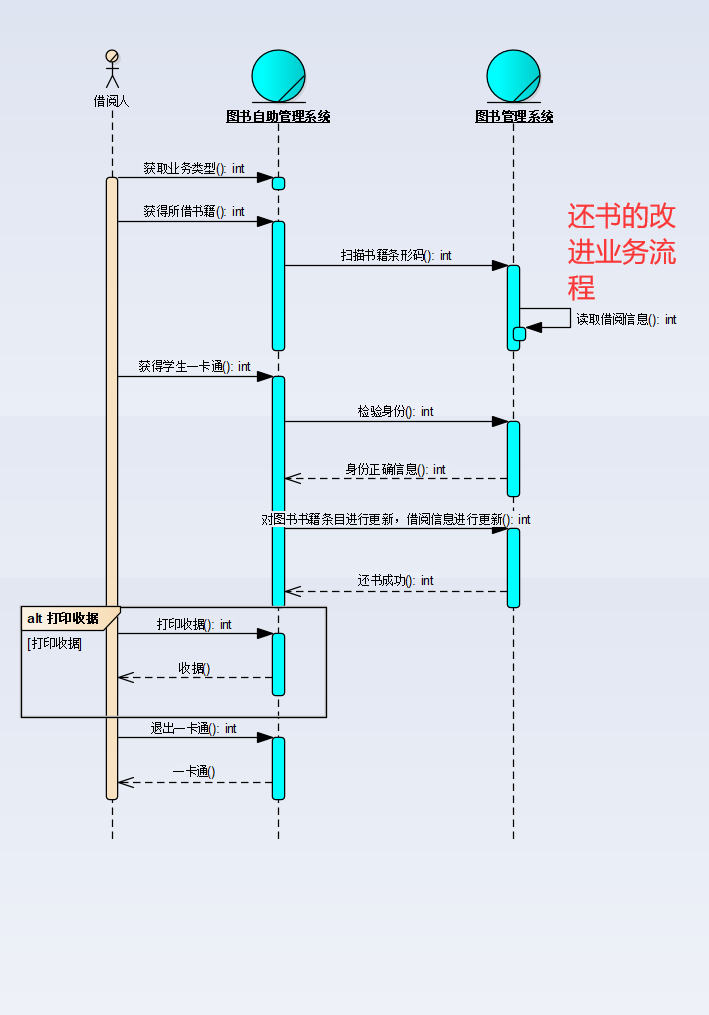 借阅人
图书自助管理系统
图书管理系统
获取业务类型(): int
获得所借书籍(): int
还书的改
进业务流
程
扫描书籍条形码(): int
读取借阅信息(): int
获得学生一卡通(): int
检验身份(): int
身份正确信息(): int
对图书书籍条目进行更新，借阅信息进行更新(): int
还书成功(): int
alt 打印收据
打印收据(): int
[打印收据]
收据()
退出一卡通(): int
一卡通()